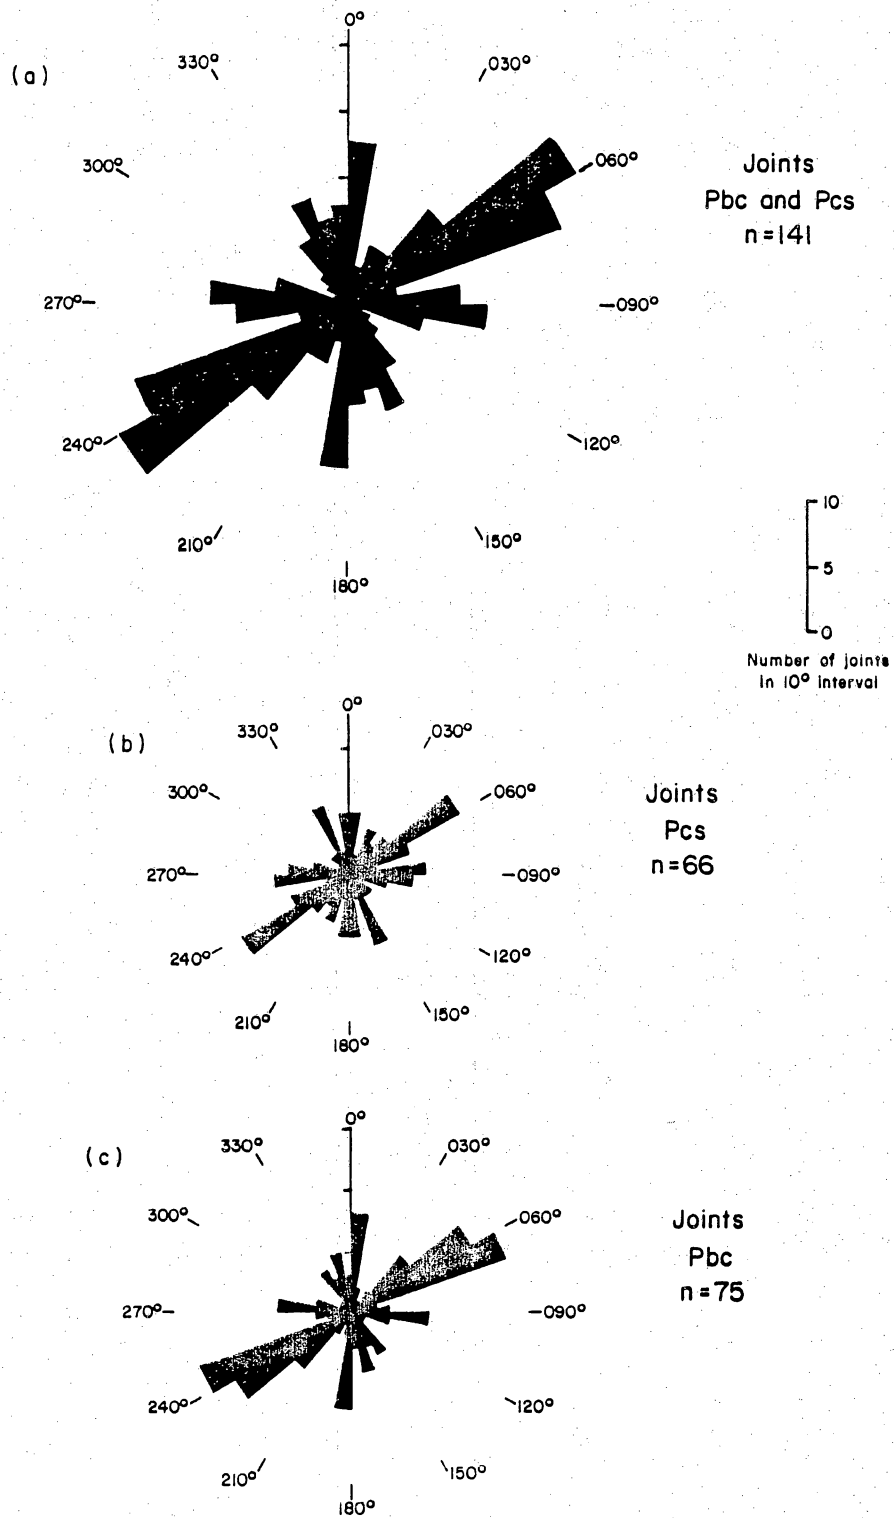 (a)
0°
330°
030°
300°
060°
270°
090°
240°
120°
210°
150°
180°
Joints
Pbc and Pcs
n=141
10
5
0
Number of joints
in 10° interval
(b)
0°
330°
030°
300°
060°
270°
090°
240°
120°
210°
150°
180°
Joints
Pcs
n=66
(c)
0°
330°
030°
300°
060°
270°
090°
240°
120°
210°
150°
180°
Joints
Pbc
n=75